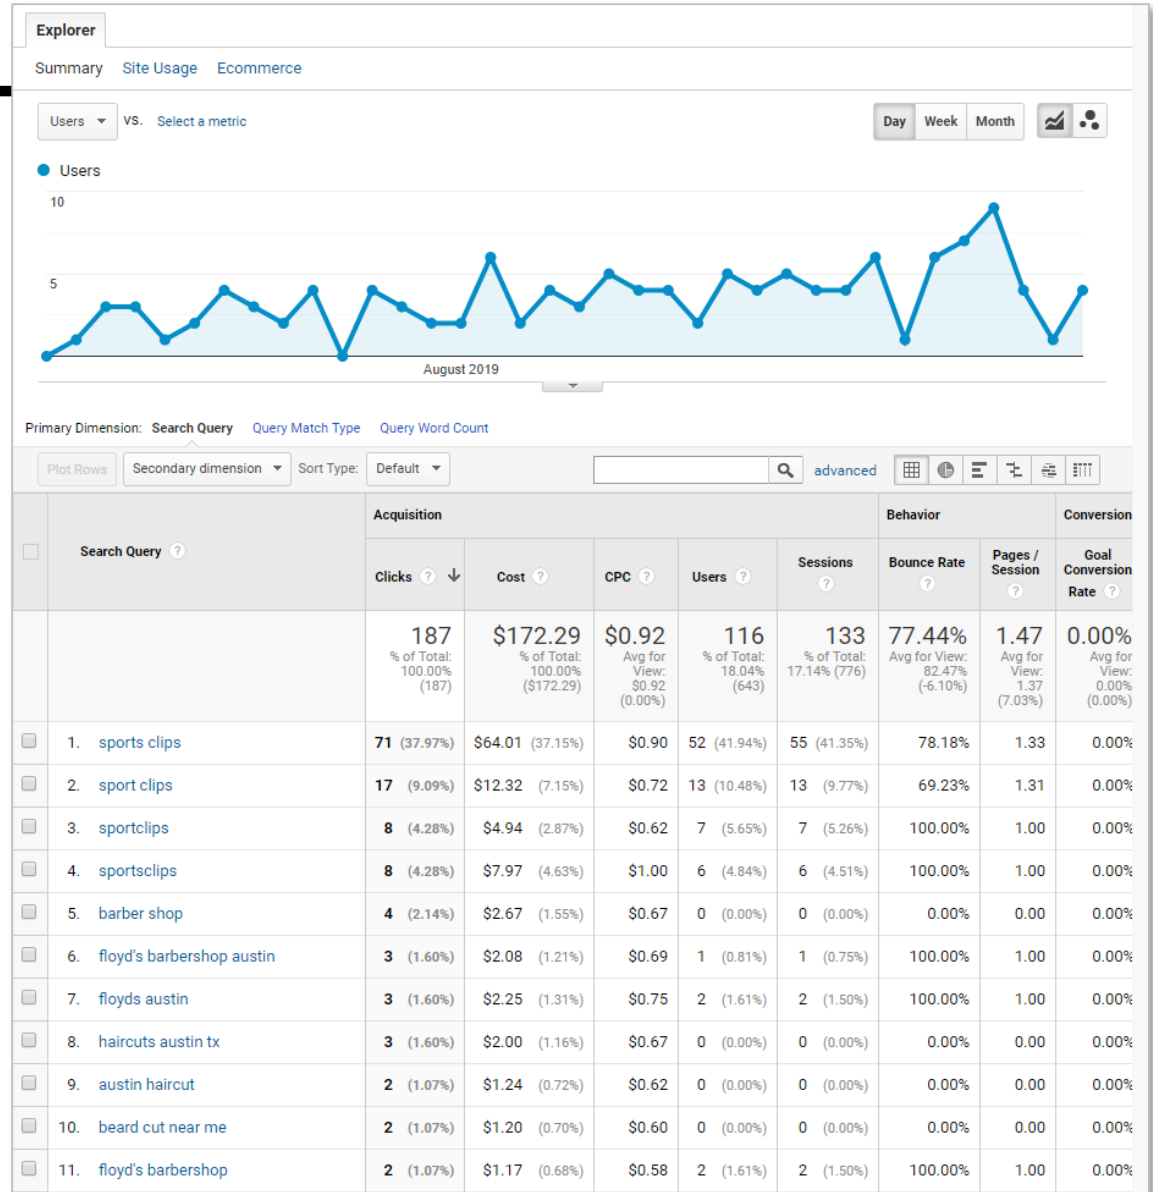 Explorer
Summary Site Usage Ecommerce
Users VS. Select a metric Day Week Month
Users
10
5
August 2019
Primary Dimension: Search Query Query Match Type Query Word Count
Plot Rows Secondary dimension Sort Type: Default advanced
Acquisition Behavior Conversion
Search Query ? Clicks ? Cost ? CPC ? Users ? Sessions ? Bounce Rate ? Pages / Session ? Goal Conversion Rate ?
187 $172.29 $0.92 116 133 77.44% 1.47 0.00%
% of Total: 100.00% (187) % of Total: 100.00% ($172.29) Avg for View: $0.92 (0.00%) % of Total: 18.04% (643) % of Total: 17.14% (776) Avg for View: 82.47% (-6.10%) Avg for View: 1.37 (7.03%) Avg for View: 0.00% (0.00%)
1. sports clips 71 (37.97%) $64.01 (37.15%) $0.90 52 (41.94%) 55 (41.35%) 78.18% 1.33 0.00%
2. sport clips 17 (9.09%) $12.32 (7.15%) $0.72 13 (10.48%) 13 (9.77%) 69.23% 1.31 0.00%
3. sportclips 8 (4.28%) $4.94 (2.87%) $0.62 7 (5.65%) 7 (5.26%) 100.00% 1.00 0.00%
4. sportsclips 8 (4.28%) $7.97 (4.63%) $1.00 6 (4.84%) 6 (4.51%) 100.00% 1.00 0.00%
5. barber shop 4 (2.14%) $2.67 (1.55%) $0.67 0 (0.00%) 0 (0.00%) 0.00% 0.00 0.00%
6. floyd's barbershop austin 3 (1.60%) $2.08 (1.21%) $0.69 1 (0.81%) 1 (0.75%) 100.00% 1.00 0.00%
7. floyds austin 3 (1.60%) $2.25 (1.31%) $0.75 2 (1.61%) 2 (1.50%) 100.00% 1.00 0.00%
8. haircuts austin tx 3 (1.60%) $2.00 (1.16%) $0.67 0 (0.00%) 0 (0.00%) 0.00% 0.00 0.00%
9. austin haircut 2 (1.07%) $1.24 (0.72%) $0.62 0 (0.00%) 0 (0.00%) 0.00% 0.00 0.00%
10. beard cut near me 2 (1.07%) $1.20 (0.70%) $0.60 0 (0.00%) 0 (0.00%) 0.00% 0.00 0.00%
11. floyd's barbershop 2 (1.07%) $1.17 (0.68%) $0.58 2 (1.61%) 2 (1.50%) 100.00% 1.00 0.00%